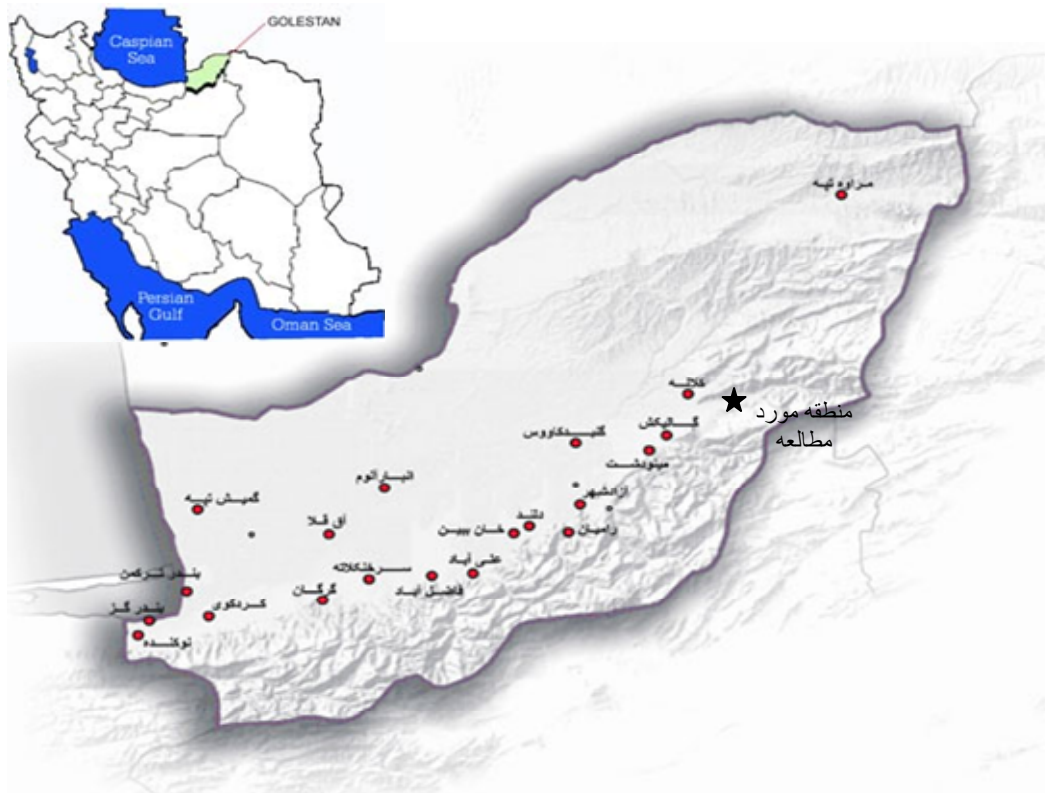 GOLESTAN
Caspian
Sea
Persian
Gulf
Oman Sea
مراوه تپه
کلاله
منطقه مورد
مطالعه
گالیکش
گنبدکاووس
مینودشت
انبارآلوم
آزادشهر
گمیش تپه
دلند
آق قلا
خان ببین
رامیان
علی آباد
سرخنکلاته
بندر ترکمن
فاضل آباد
گرگان
کردکوی
بندر گز
نوکنده